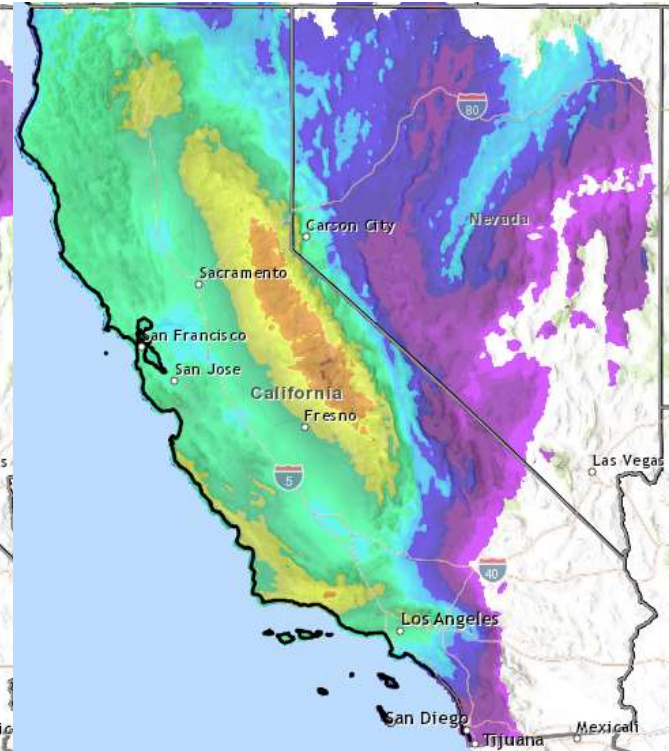 80
Carson City
Nevada
Sacramento
San Francisco
San Jose
California
Fresno
s
Las Vegas
5
40
Los Angeles
San Diego
Tijuana
Mexicali
ic